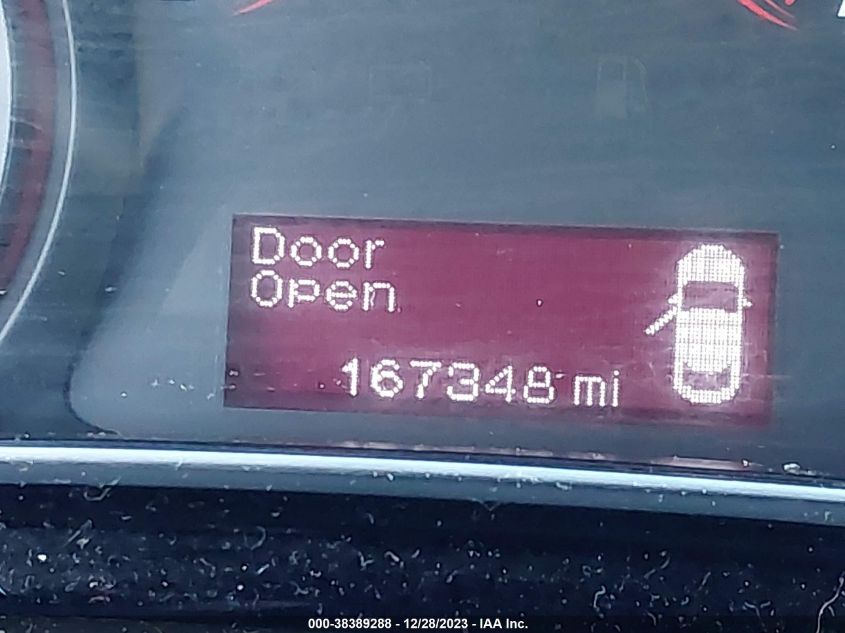 Door
Open
167348 mi
000-38389288 - 12/28/2023 - IAA Inc.